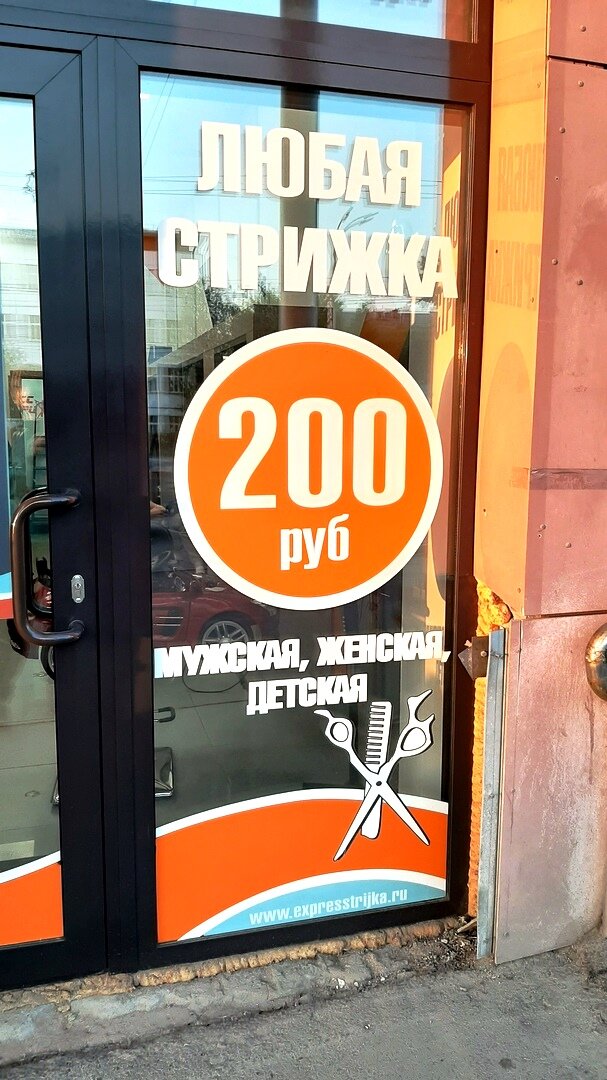 ЛЮБАЯ
СТРИЖКА
200
руб
МУЖСКАЯ, ЖЕНСКАЯ,
ДЕТСКАЯ
www.expresstrijka.ru